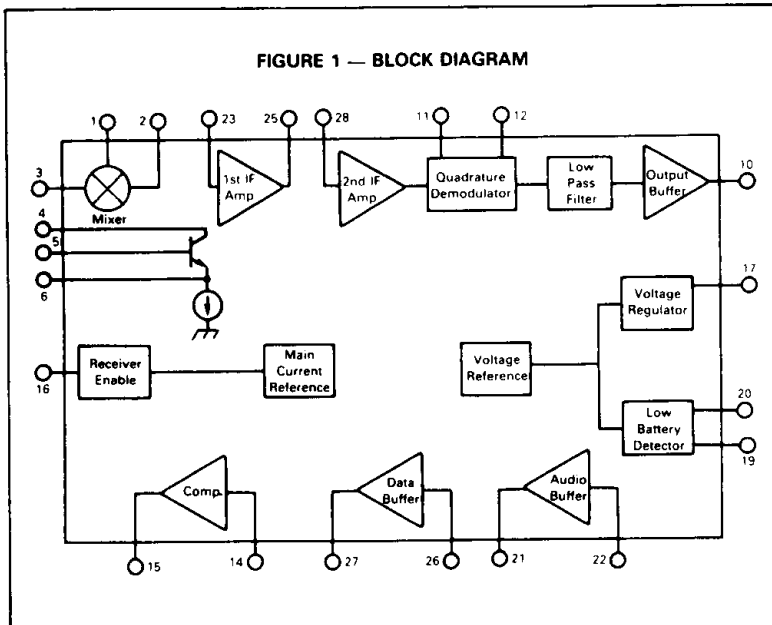 FIGURE 1 — BLOCK DIAGRAM
1
2
23
25
28
11
12
3
Mixer
1st IF
Amp
2nd IF
Amp
Quadrature
Demodulator
Low
Pass
Filter
Output
Buffer
10
4
5
6
17
Voltage
Regulator
16
Receiver
Enable
Main
Current
Reference
Voltage
Reference
Low
Battery
Detector
20
19
Comp
Data
Buffer
Audio
Buffer
15
14
27
26
21
22